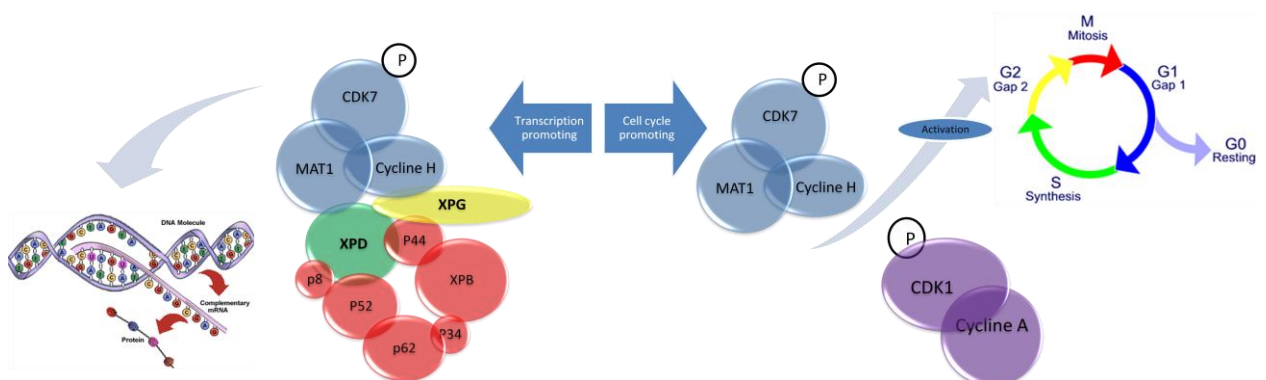 P
CDK7
MAT1
Cycline H
XPG
XPD
P44
p8
XPB
P52
P34
p62
Transcription
promoting
Cell cycle
promoting
P
CDK7
MAT1
Cycline H
Activation
M
Mitosis
G2
Gap 2
G1
Gap 1
G0
Resting
S
Synthesis
P
CDK1
Cycline A
DNA Molecule
Complementary
mRNA
Protein